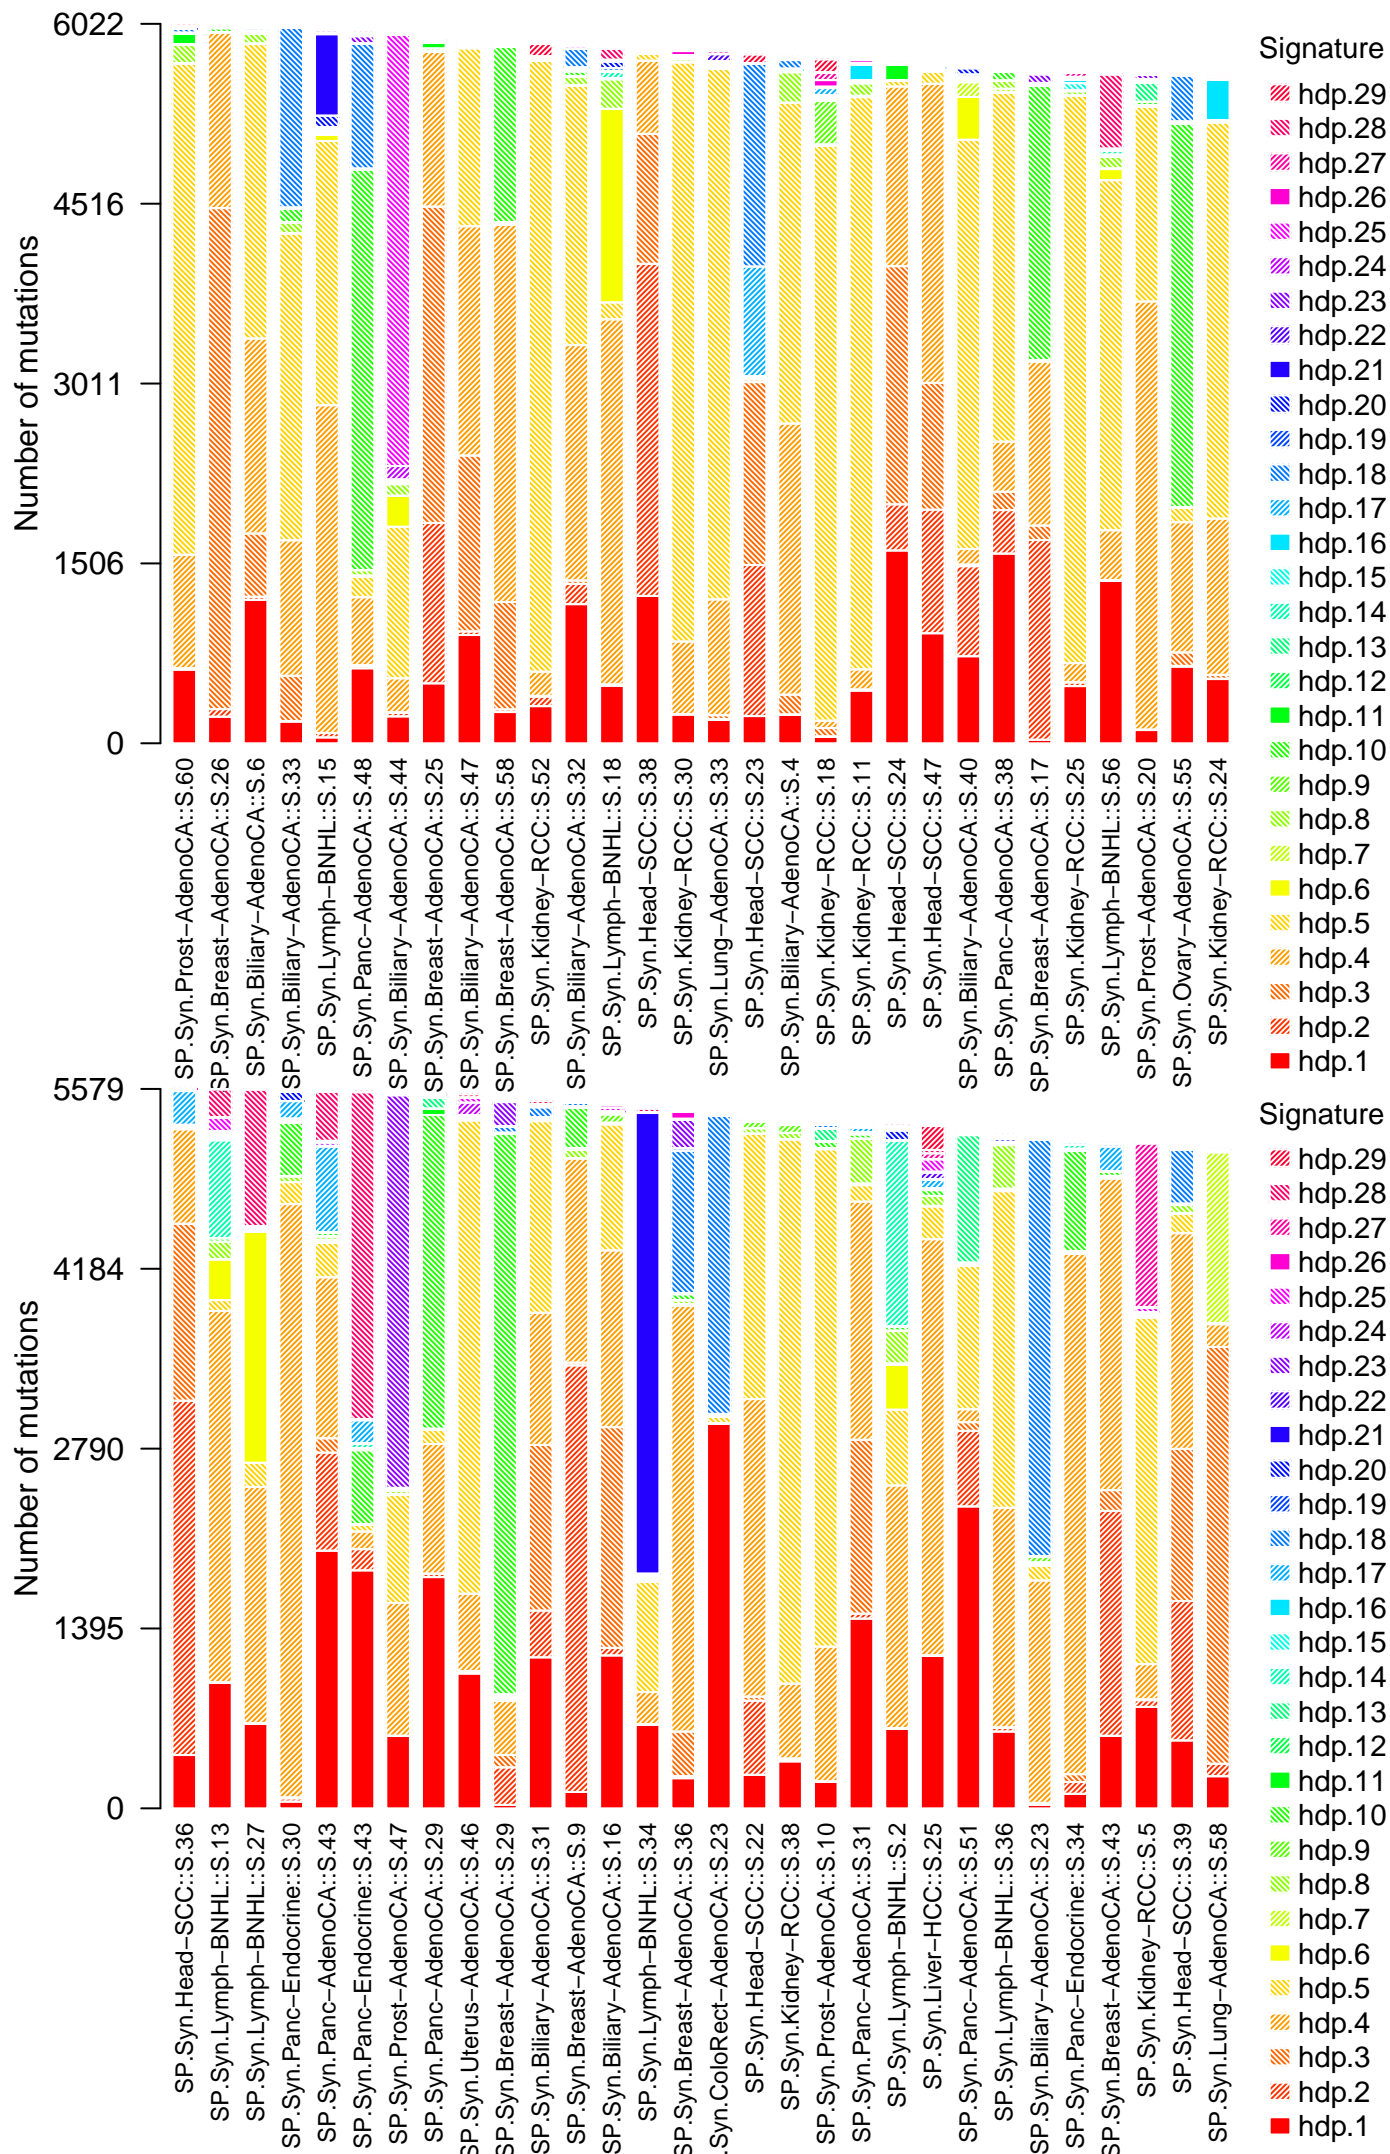 Number of mutations
6022
4516
3011
1506
0
SP.Syn.Prost−AdenoCA::S.60
SP.Syn.Breast−AdenoCA::S.26
SP.Syn.Biliary−AdenoCA::S.6
SP.Syn.Biliary−AdenoCA::S.33
SP.Syn.Lymph−BNHL::S.15
SP.Syn.Panc−AdenoCA::S.48
SP.Syn.Biliary−AdenoCA::S.44
SP.Syn.Breast−AdenoCA::S.25
SP.Syn.Biliary−AdenoCA::S.47
SP.Syn.Breast−AdenoCA::S.58
SP.Syn.Kidney−RCC::S.52
SP.Syn.Biliary−AdenoCA::S.32
SP.Syn.Lymph−BNHL::S.18
SP.Syn.Head−SCC::S.38
SP.Syn.Kidney−RCC::S.30
SP.Syn.Lung−AdenoCA::S.33
SP.Syn.Head−SCC::S.23
SP.Syn.Biliary−AdenoCA::S.4
SP.Syn.Kidney−RCC::S.18
SP.Syn.Kidney−RCC::S.11
SP.Syn.Head−SCC::S.24
SP.Syn.Head−SCC::S.47
SP.Syn.Biliary−AdenoCA::S.40
SP.Syn.Panc−AdenoCA::S.38
SP.Syn.Breast−AdenoCA::S.17
SP.Syn.Kidney−RCC::S.25
SP.Syn.Lymph−BNHL::S.56
SP.Syn.Prost−AdenoCA::S.20
SP.Syn.Ovary−AdenoCA::S.55
SP.Syn.Kidney−RCC::S.24
Signature
hdp.29
hdp.28
hdp.27
hdp.26
hdp.25
hdp.24
hdp.23
hdp.22
hdp.21
hdp.20
hdp.19
hdp.18
hdp.17
hdp.16
hdp.15
hdp.14
hdp.13
hdp.12
hdp.11
hdp.10
hdp.9
hdp.8
hdp.7
hdp.6
hdp.5
hdp.4
hdp.3
hdp.2
hdp.1
Number of mutations
5579
4184
2790
1395
0
SP.Syn.Head−SCC::S.36
SP.Syn.Lymph−BNHL::S.13
SP.Syn.Lymph−BNHL::S.27
SP.Syn.Panc−Endocrine::S.30
SP.Syn.Panc−AdenoCA::S.43
SP.Syn.Panc−Endocrine::S.43
SP.Syn.Prost−AdenoCA::S.47
SP.Syn.Panc−AdenoCA::S.29
SP.Syn.Uterus−AdenoCA::S.46
SP.Syn.Breast−AdenoCA::S.29
SP.Syn.Biliary−AdenoCA::S.31
SP.Syn.Breast−AdenoCA::S.9
SP.Syn.Biliary−AdenoCA::S.16
SP.Syn.Lymph−BNHL::S.34
SP.Syn.Breast−AdenoCA::S.36
.Syn.ColoRect−AdenoCA::S.23
SP.Syn.Head−SCC::S.22
SP.Syn.Kidney−RCC::S.38
SP.Syn.Prost−AdenoCA::S.10
SP.Syn.Panc−AdenoCA::S.31
SP.Syn.Lymph−BNHL::S.2
SP.Syn.Liver−HCC::S.25
SP.Syn.Panc−AdenoCA::S.51
SP.Syn.Lymph−BNHL::S.36
SP.Syn.Biliary−AdenoCA::S.23
SP.Syn.Panc−Endocrine::S.34
SP.Syn.Breast−AdenoCA::S.43
SP.Syn.Kidney−RCC::S.5
SP.Syn.Head−SCC::S.39
SP.Syn.Lung−AdenoCA::S.58
Signature
hdp.29
hdp.28
hdp.27
hdp.26
hdp.25
hdp.24
hdp.23
hdp.22
hdp.21
hdp.20
hdp.19
hdp.18
hdp.17
hdp.16
hdp.15
hdp.14
hdp.13
hdp.12
hdp.11
hdp.10
hdp.9
hdp.8
hdp.7
hdp.6
hdp.5
hdp.4
hdp.3
hdp.2
hdp.1